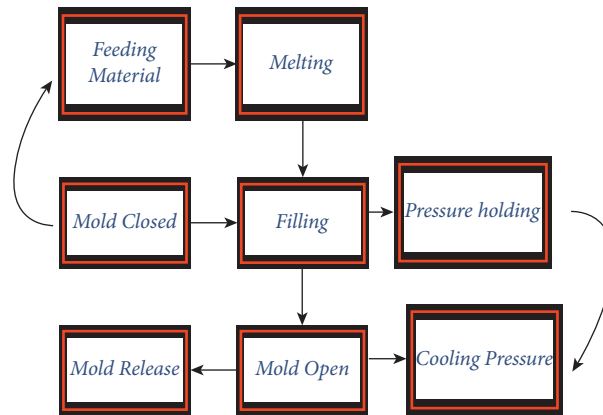 Feeding
Material
Melting
Mold Closed
Filling
Pressure holding
Mold Release
Mold Open
Cooling Pressure